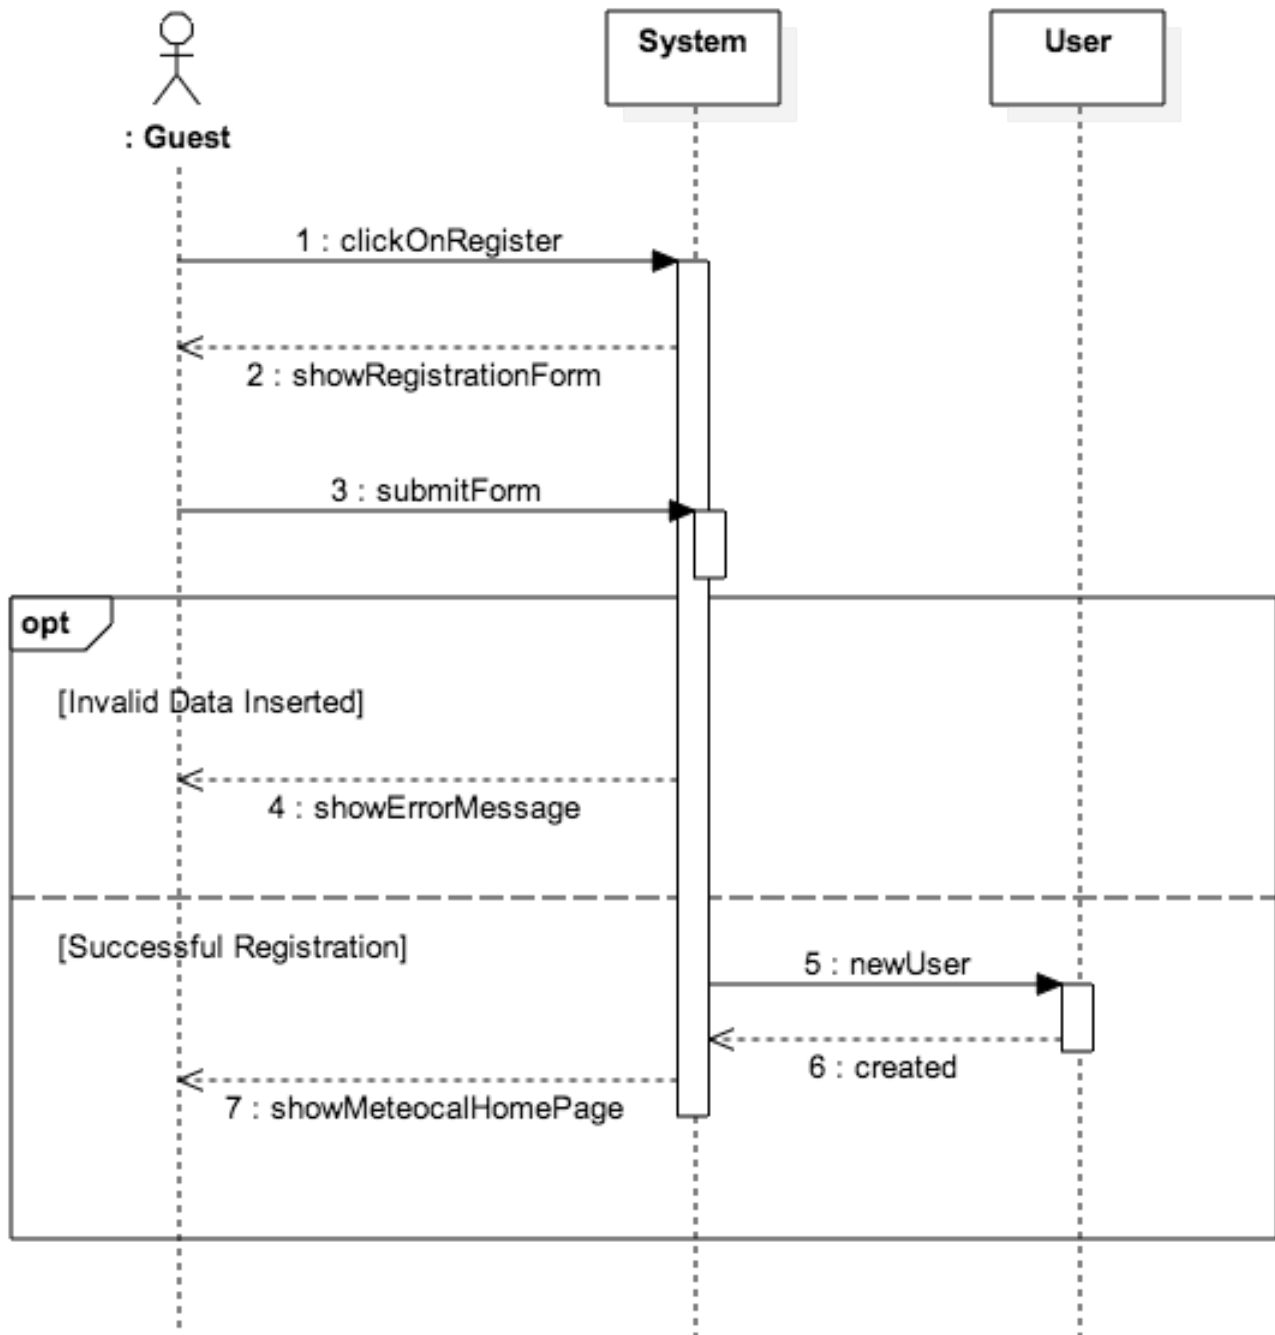 System
User
: Guest
1 : clickOnRegister
2 : showRegistrationForm
3 : submitForm
opt
[Invalid Data Inserted]
4 : showErrorMessage
[Successful Registration]
5 : newUser
6 : created
7 : showMeteocalHomePage